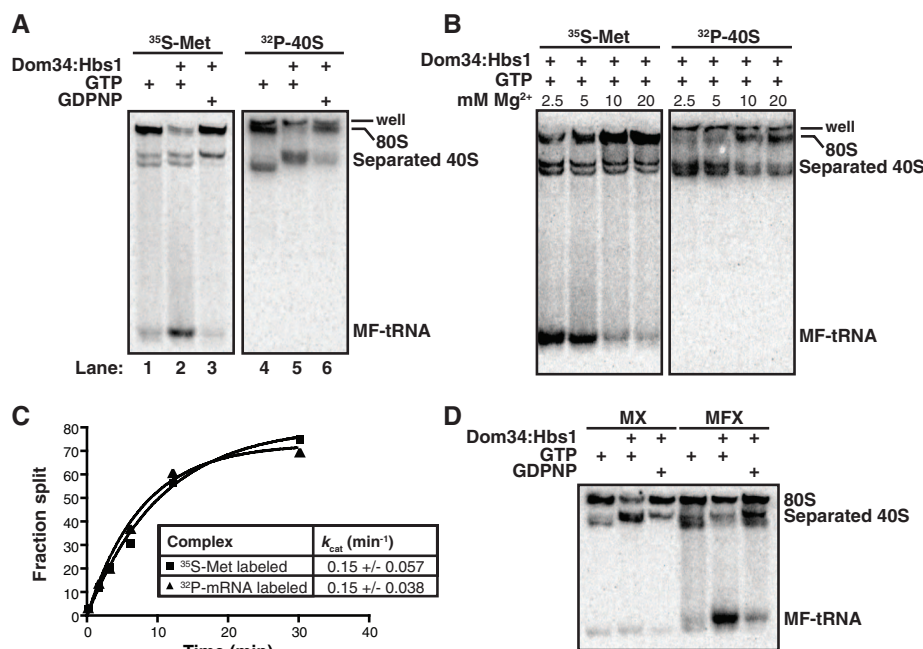 A
³⁵S-Met ³²P-40S
Dom34:Hbs1 + + + +
GTP + + + +
GDPNP + +
well
80S
Separated 40S
MF-tRNA
Lane: 1 2 3 4 5 6
B
³⁵S-Met ³²P-40S
Dom34:Hbs1 + + + + + + + +
GTP + + + + + + + +
mM Mg²⁺ 2.5 5 10 20 2.5 5 10 20
well
80S
Separated 40S
MF-tRNA
C
Fraction split
80
70
60
50
40
30
20
10
0
0 10 20 30 40
Time (min)
Complex k_cat (min⁻¹)
³⁵S-Met labeled 0.15 +/- 0.057
³²P-mRNA labeled 0.15 +/- 0.038
D
MX MFX
Dom34:Hbs1 + + + +
GTP + + + +
GDPNP + +
80S
Separated 40S
MF-tRNA